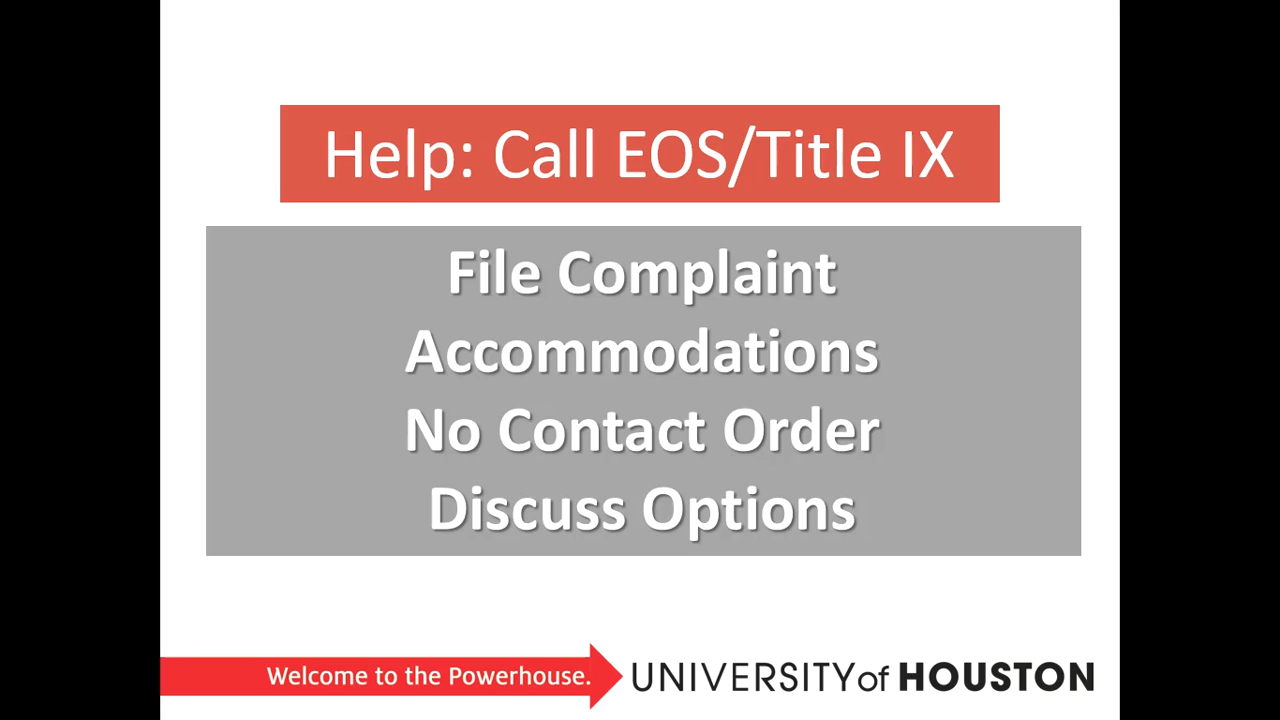 Help: Call EOS/Title IX
File Complaint
Accommodations
No Contact Order
Discuss Options
Welcome to the Powerhouse.
UNIVERSITY of HOUSTON